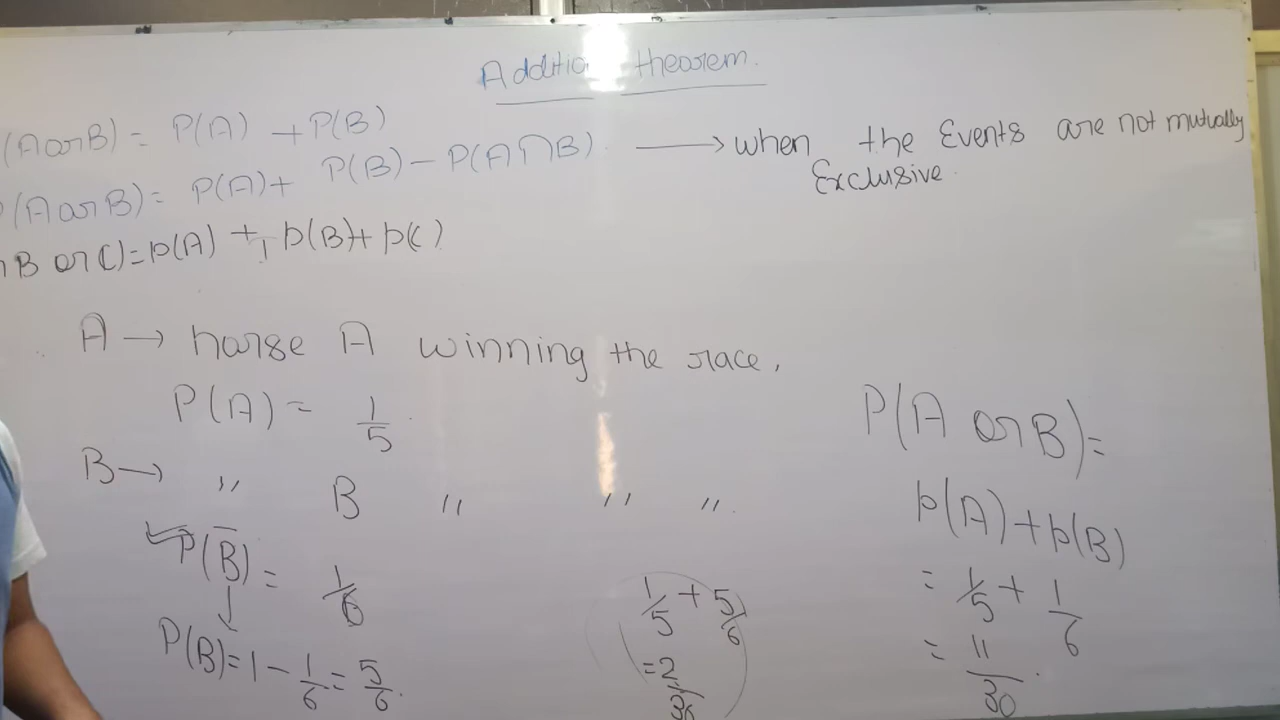 Addition theorem.
(A or B) = P(A) + P(B)
P(A or B) = P(A) + P(B) - P(A∩B) → when the Events are not mutually
Exclusive.
B or C) = p(A) + p(B) + p(C)
A → horse A winning the race,
P(A) = 1/5
B → " B " " ".
P(B̅) = 1/6
↓
P(B) = 1 - 1/6 = 5/6.
1/5 + 5/6
P(A or B) =
p(A) + p(B)
= 1/5 + 1/6
= 11/30.